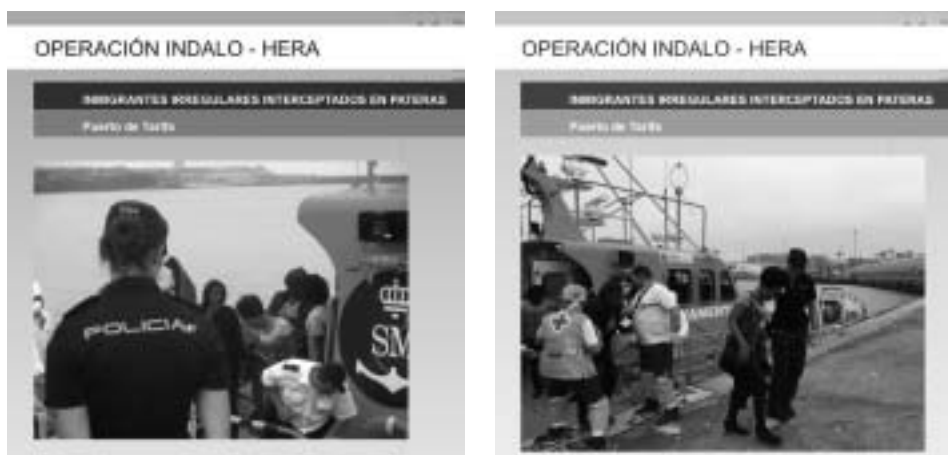 OPERACIÓN INDALO - HERA
INMIGRANTES IRREGULARES INTERCEPTADOS EN PATERAS
Puerto de Tarifa
POLICIA
SM
OPERACIÓN INDALO - HERA
INMIGRANTES IRREGULARES INTERCEPTADOS EN PATERAS
Puerto de Tarifa